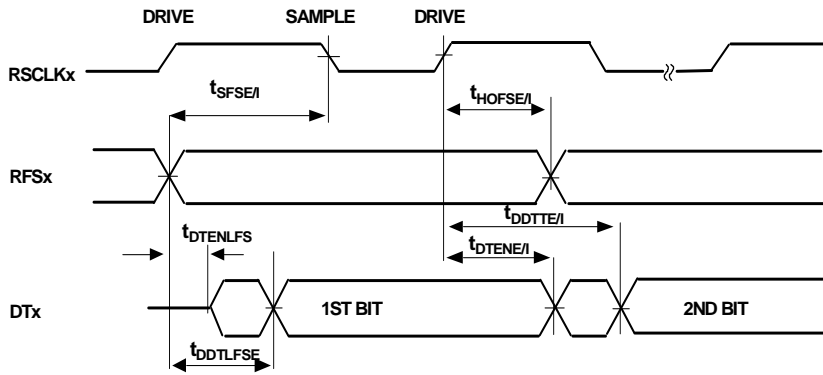 DRIVE SAMPLE DRIVE
RSCLKx
tSFSE/I
tHOFSE/I
RFSx
tDDTTE/I
tDTENLFS
tDTENE/I
DTx
1ST BIT
2ND BIT
tDDTLFSE